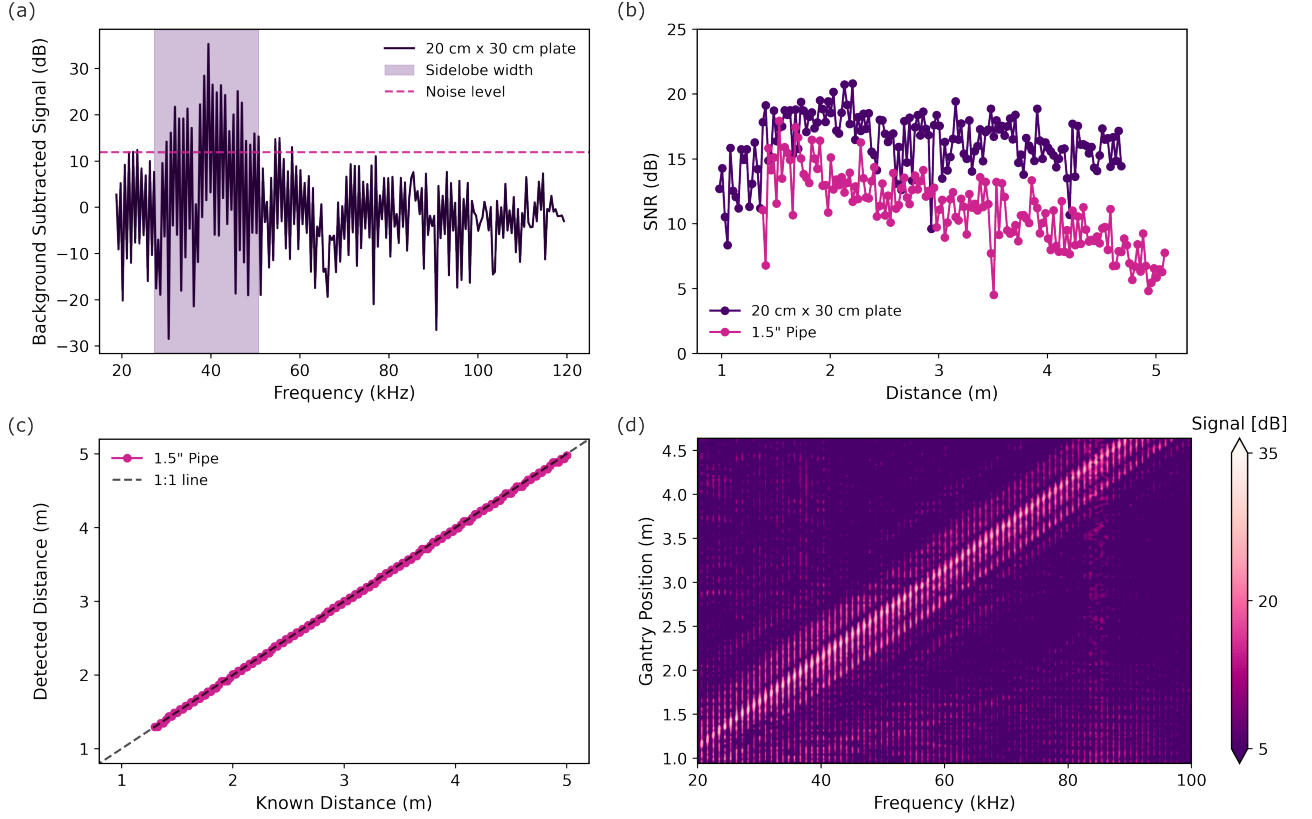 (a)
Background Subtracted Signal (dB)
30
20
10
0
−10
−20
−30
20 cm x 30 cm plate
Sidelobe width
Noise level
20 40 60 80 100 120
Frequency (kHz)
(b)
SNR (dB)
25
20
15
10
5
0
20 cm x 30 cm plate
1.5" Pipe
1 2 3 4 5
Distance (m)
(c)
Detected Distance (m)
5
4
3
2
1
1.5" Pipe
1:1 line
1 2 3 4 5
Known Distance (m)
(d)
Signal [dB]
Gantry Position (m)
4.5
4.0
3.5
3.0
2.5
2.0
1.5
1.0
20 40 60 80 100
Frequency (kHz)
35
20
5